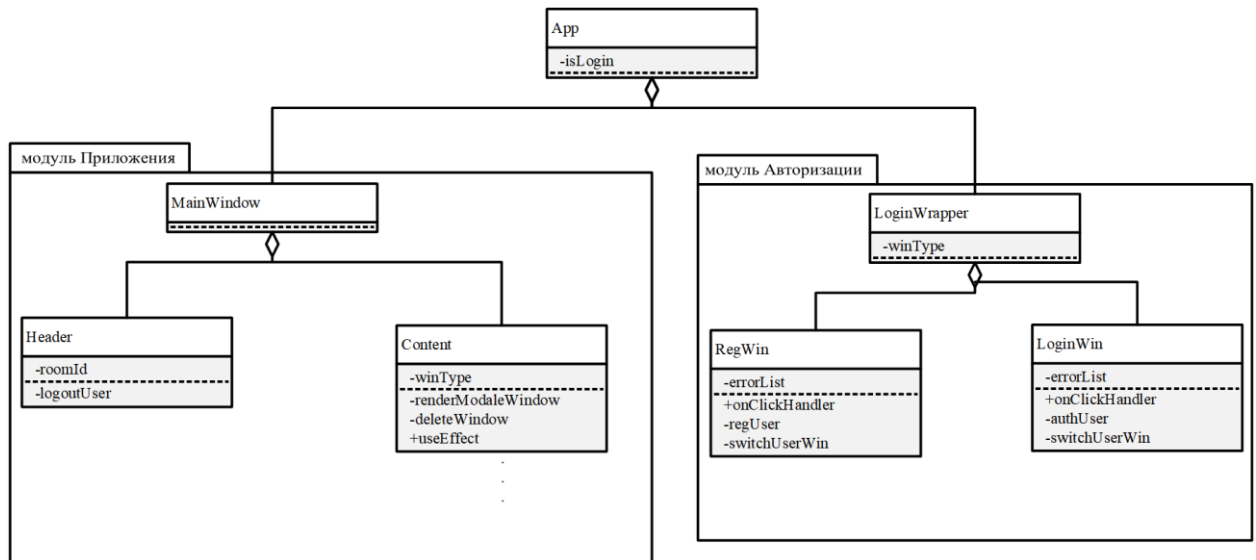 App
-isLogin
модуль Приложения
MainWindow
Header
-roomId
-logoutUser
Content
-winType
-renderModaleWindow
-deleteWindow
+useEffect
модуль Авторизации
LoginWrapper
-winType
RegWin
-errorList
+onClickHandler
-regUser
-switchUserWin
LoginWin
-errorList
+onClickHandler
-authUser
-switchUserWin